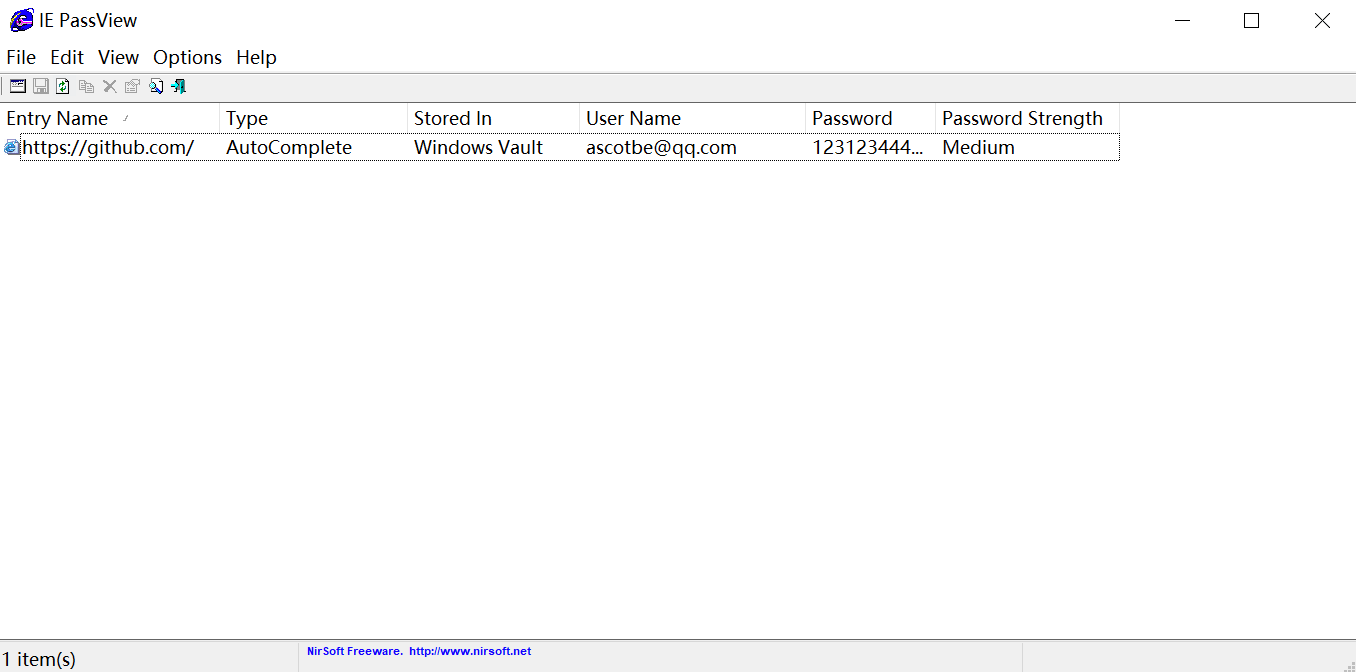 IE PassView
File Edit View Options Help
Entry Name Type Stored In User Name Password Password Strength
https://github.com/ AutoComplete Windows Vault ascotbe@qq.com 123123444... Medium
1 item(s) NirSoft Freeware. http://www.nirsoft.net